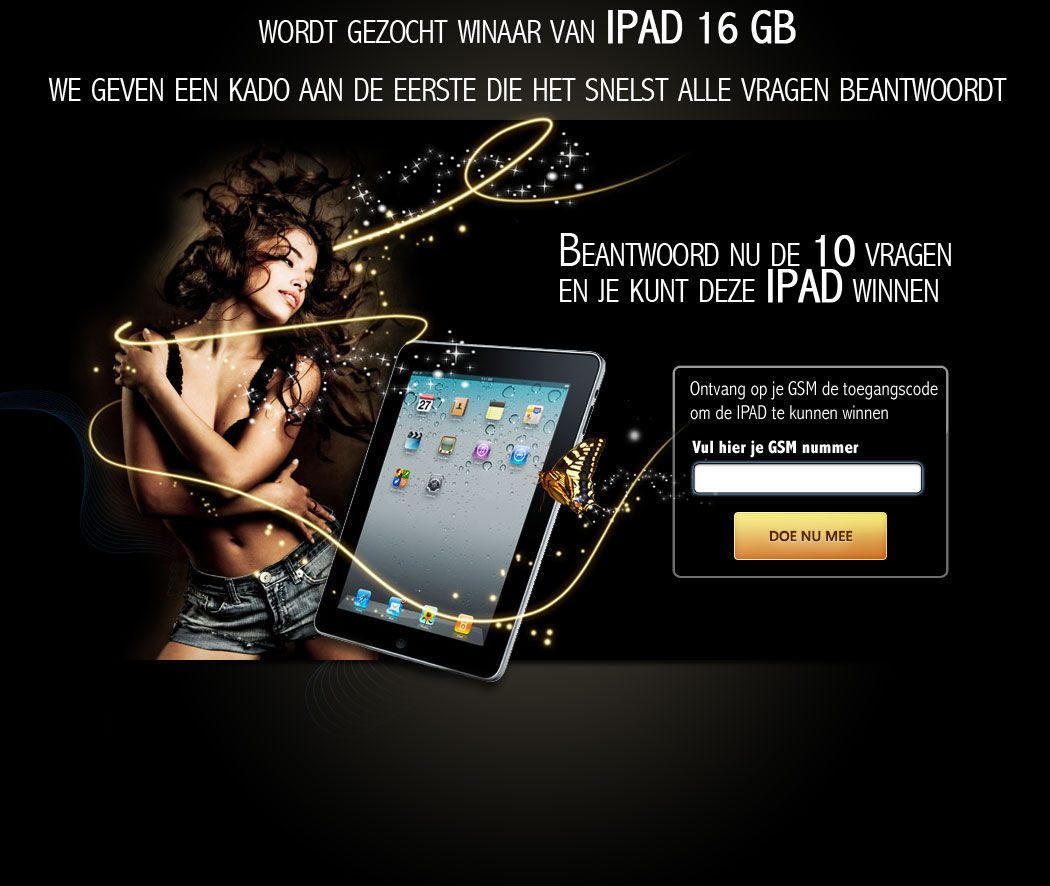 WORDT GEZOCHT WINAAR VAN IPAD 16 GB
WE GEVEN EEN KADO AAN DE EERSTE DIE HET SNELST ALLE VRAGEN BEANTWOORDT
BEANTWOORD NU DE 10 VRAGEN
EN JE KUNT DEZE IPAD WINNEN
Ontvang op je GSM de toegangscode
om de IPAD te kunnen winnen
Vul hier je GSM nummer
DOE NU MEE
27